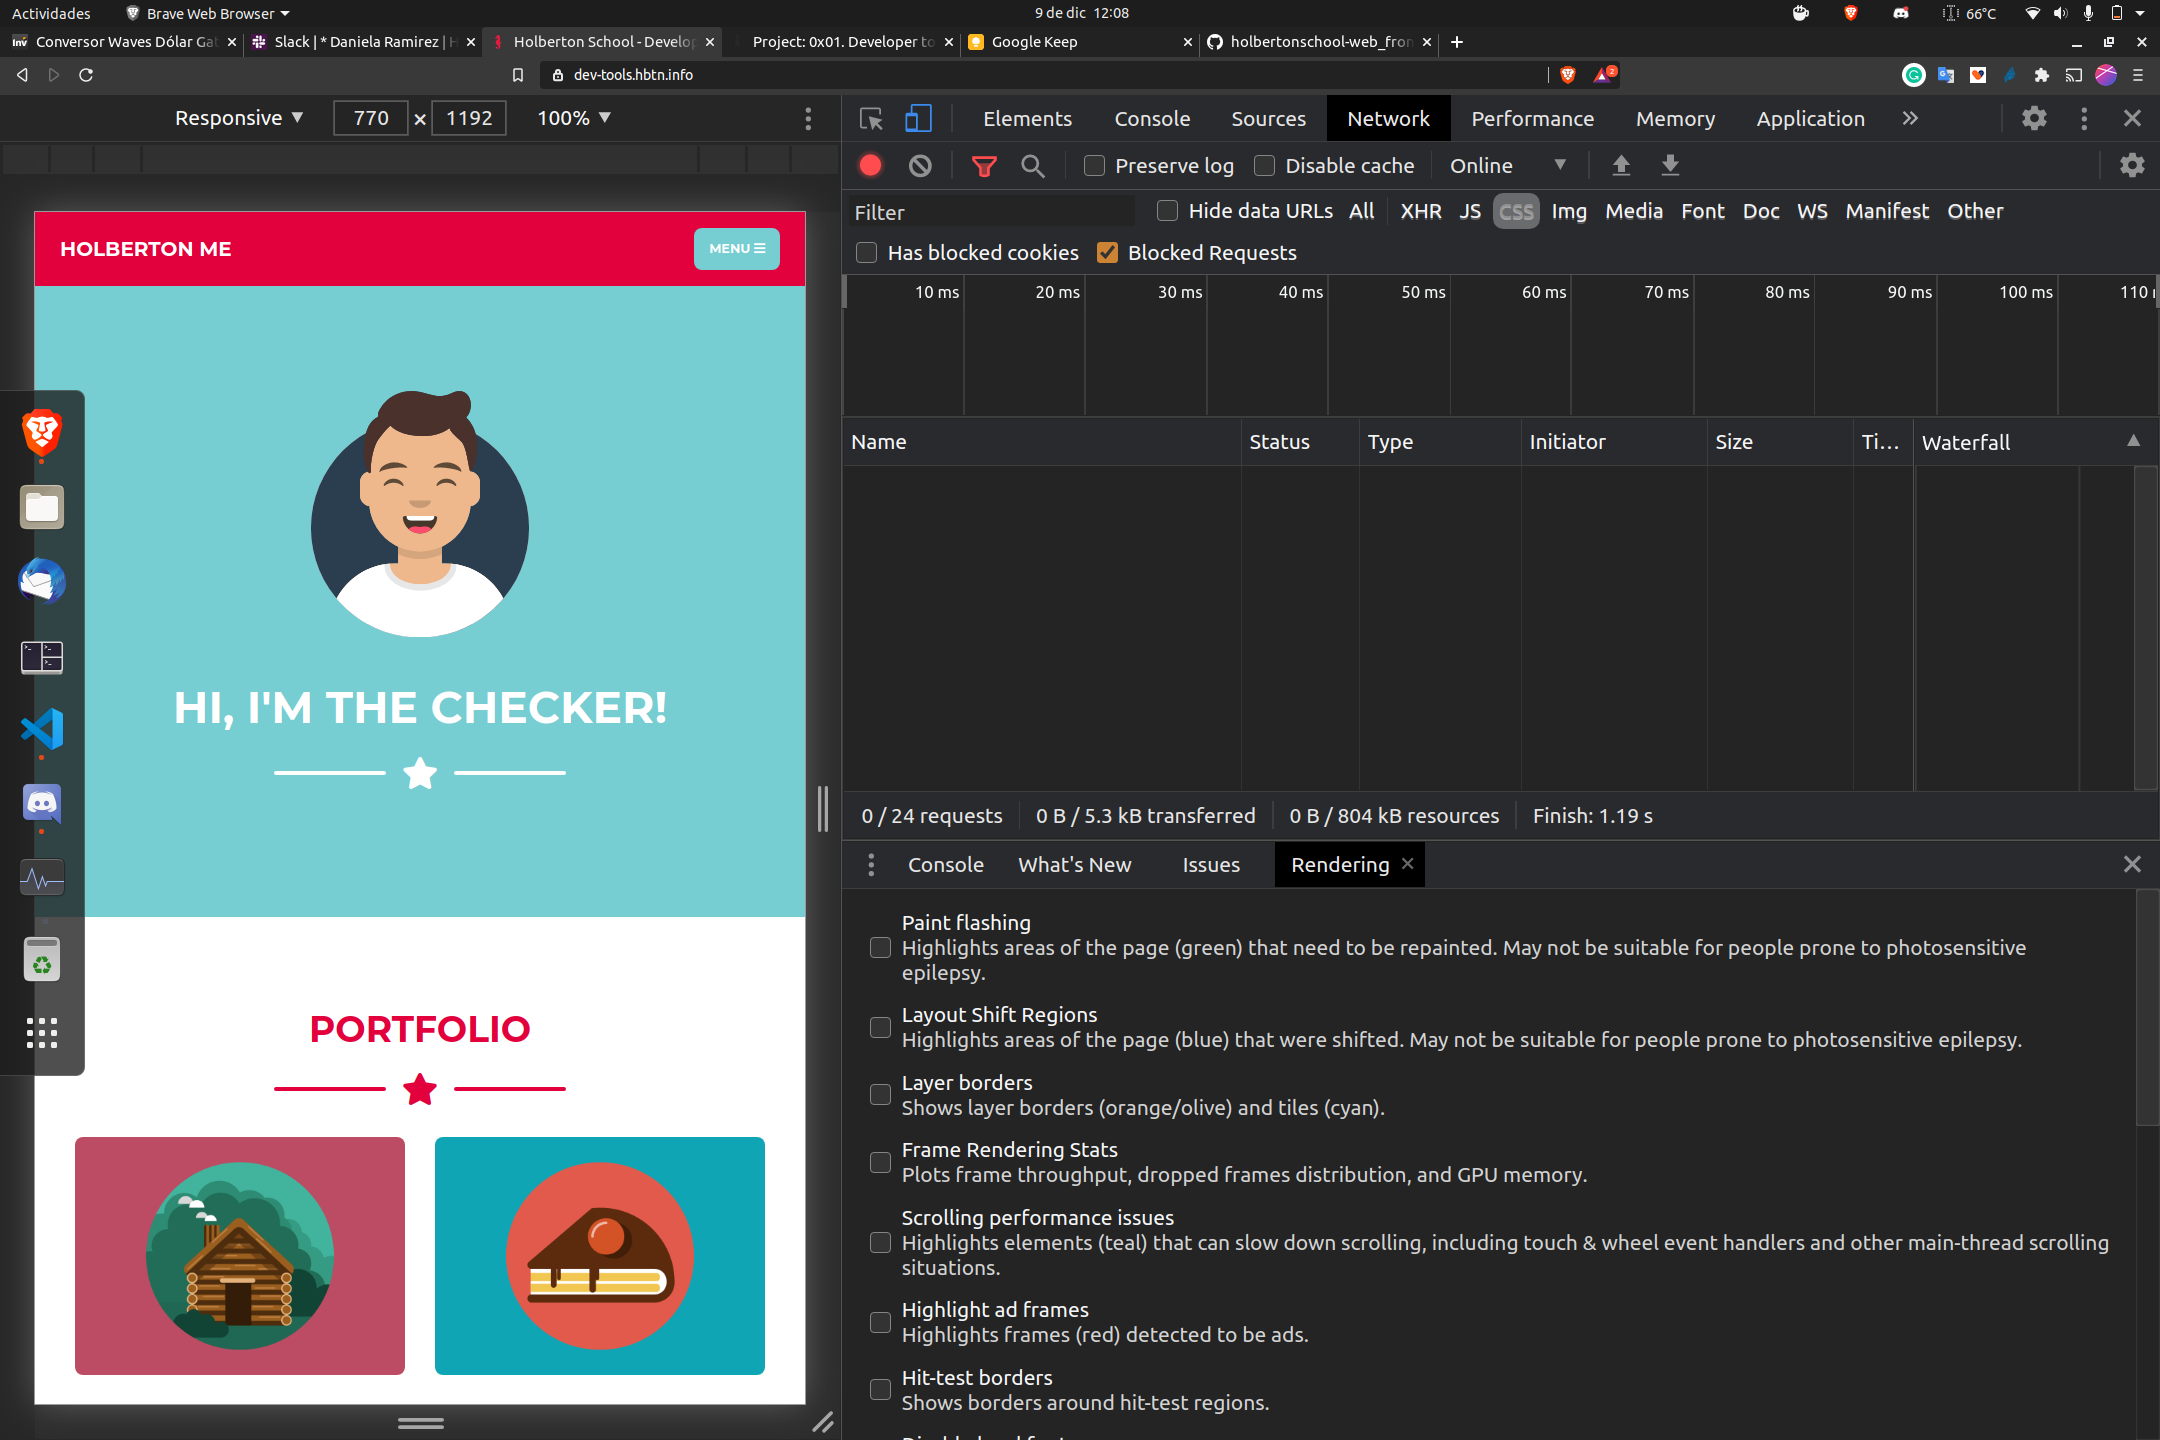 Actividades Brave Web Browser 9 de dic 12:08 66°C
Conversor Waves Dólar Gat Slack | * Daniela Ramirez | H Holberton School - Develop Project: 0x01. Developer to Google Keep holbertonschool-web_fron
dev-tools.hbtn.info 2
Responsive 770 × 1192 100%
Elements Console Sources Network Performance Memory Application
Preserve log Disable cache Online
Filter Hide data URLs All XHR JS CSS Img Media Font Doc WS Manifest Other
Has blocked cookies Blocked Requests
10 ms 20 ms 30 ms 40 ms 50 ms 60 ms 70 ms 80 ms 90 ms 100 ms 110
Name Status Type Initiator Size Ti... Waterfall
0 / 24 requests 0 B / 5.3 kB transferred 0 B / 804 kB resources Finish: 1.19 s
Console What's New Issues Rendering
Paint flashing
Highlights areas of the page (green) that need to be repainted. May not be suitable for people prone to photosensitive
epilepsy.
Layout Shift Regions
Highlights areas of the page (blue) that were shifted. May not be suitable for people prone to photosensitive epilepsy.
Layer borders
Shows layer borders (orange/olive) and tiles (cyan).
Frame Rendering Stats
Plots frame throughput, dropped frames distribution, and GPU memory.
Scrolling performance issues
Highlights elements (teal) that can slow down scrolling, including touch & wheel event handlers and other main-thread scrolling
situations.
Highlight ad frames
Highlights frames (red) detected to be ads.
Hit-test borders
Shows borders around hit-test regions.
HOLBERTON ME MENU
HI, I'M THE CHECKER!
PORTFOLIO